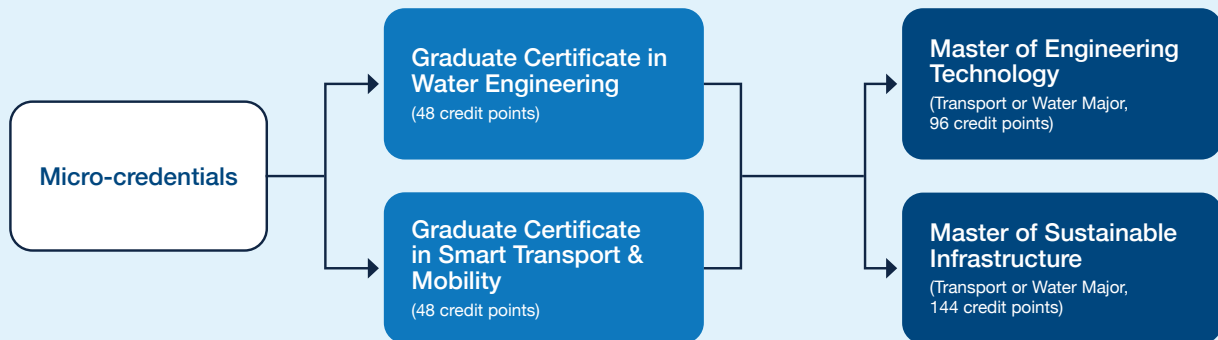 Micro-credentials
Graduate Certificate in
Water Engineering
(48 credit points)
Graduate Certificate
in Smart Transport &
Mobility
(48 credit points)
Master of Engineering
Technology
(Transport or Water Major,
96 credit points)
Master of Sustainable
Infrastructure
(Transport or Water Major,
144 credit points)